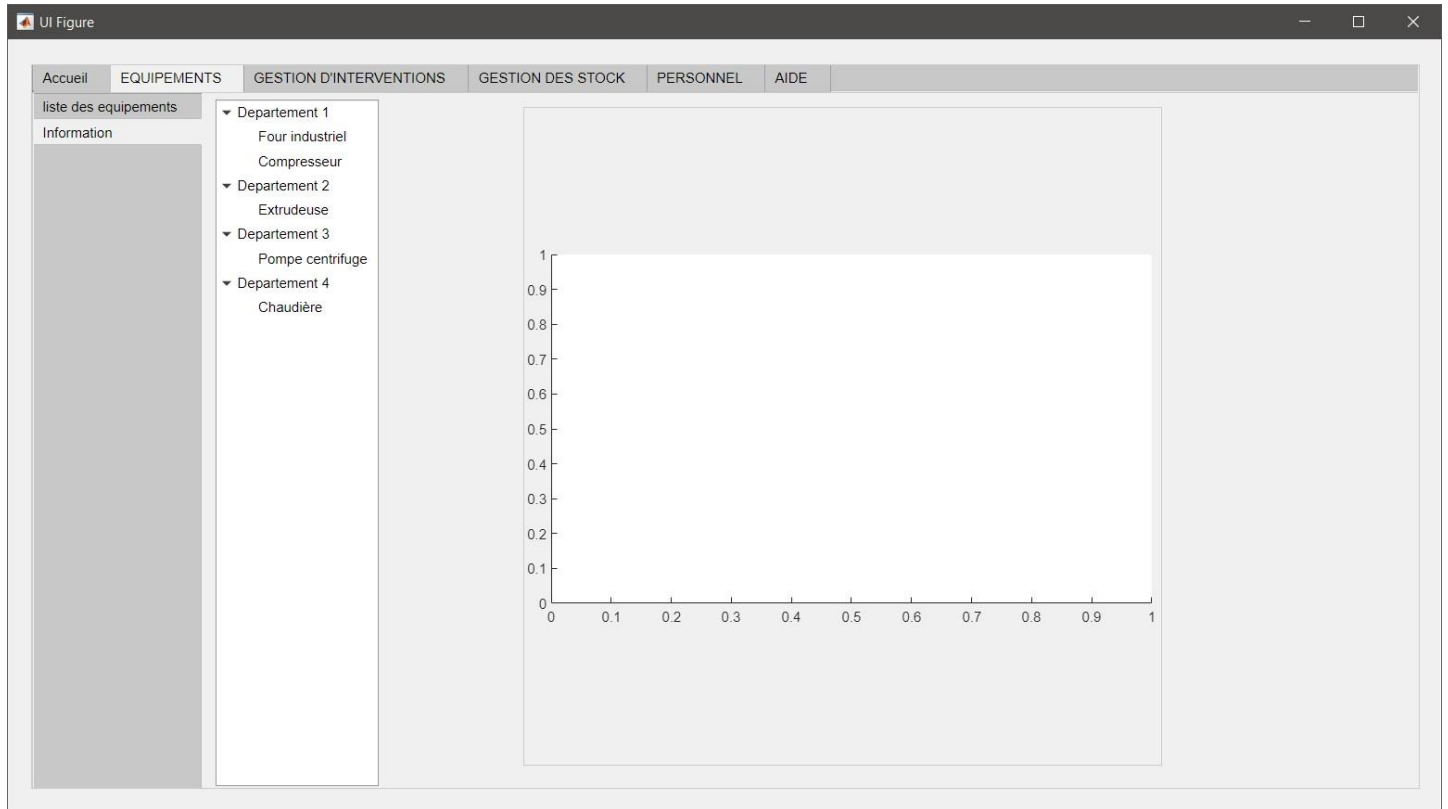 UI Figure
Accueil EQUIPEMENTS GESTION D'INTERVENTIONS GESTION DES STOCK PERSONNEL AIDE
liste des equipements
Information
Departement 1
Four industriel
Compresseur
Departement 2
Extrudeuse
Departement 3
Pompe centrifuge
Departement 4
Chaudière
1
0.9
0.8
0.7
0.6
0.5
0.4
0.3
0.2
0.1
0
0 0.1 0.2 0.3 0.4 0.5 0.6 0.7 0.8 0.9 1